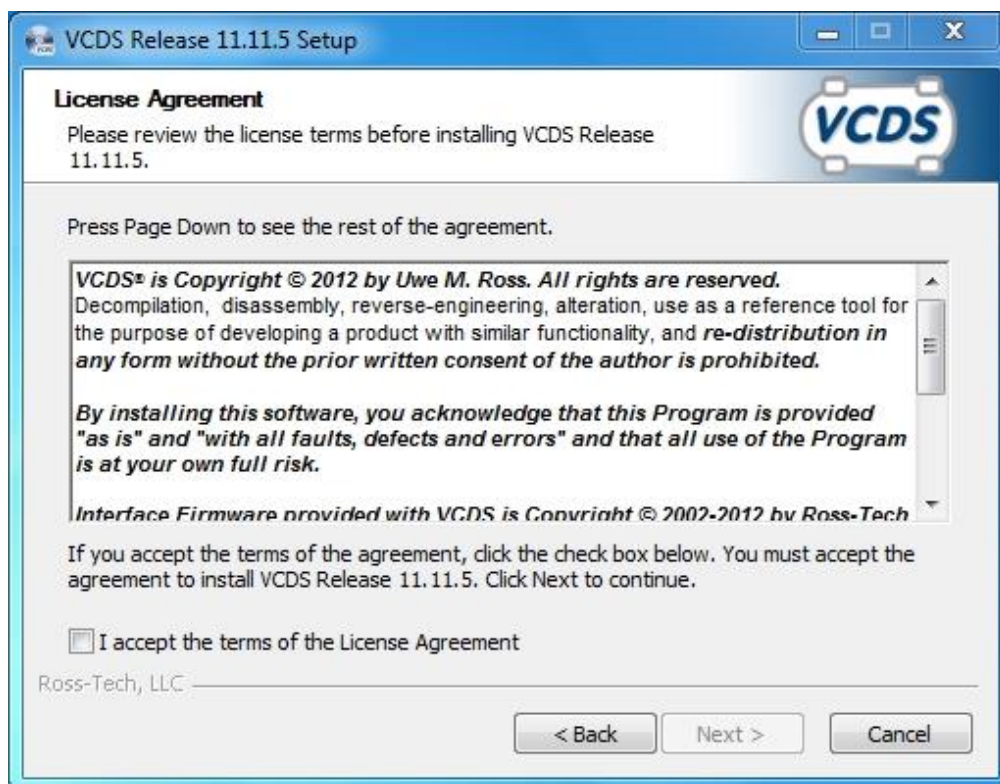 VCDS Release 11.11.5 Setup
License Agreement
Please review the license terms before installing VCDS Release
11.11.5.
VCDS
Press Page Down to see the rest of the agreement.
VCDS® is Copyright © 2012 by Uwe M. Ross. All rights are reserved.
Decompilation, disassembly, reverse-engineering, alteration, use as a reference tool for
the purpose of developing a product with similar functionality, and re-distribution in
any form without the prior written consent of the author is prohibited.
By installing this software, you acknowledge that this Program is provided
"as is" and "with all faults, defects and errors" and that all use of the Program
is at your own full risk.
Interface Firmware provided with VCDS is Copyright © 2002-2012 by Ross-Tech
If you accept the terms of the agreement, click the check box below. You must accept the
agreement to install VCDS Release 11.11.5. Click Next to continue.
I accept the terms of the License Agreement
Ross-Tech, LLC
< Back Next > Cancel